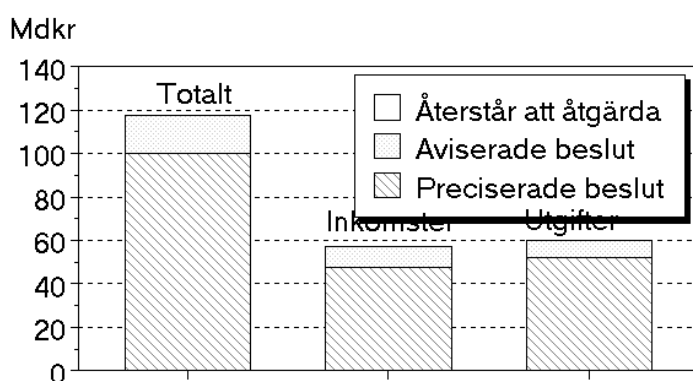 Mdkr
140
120
100
80
60
40
20
0
Totalt
Inkomster
Utgifter
Återstår att åtgärda
Aviserade beslut
Preciserade beslut